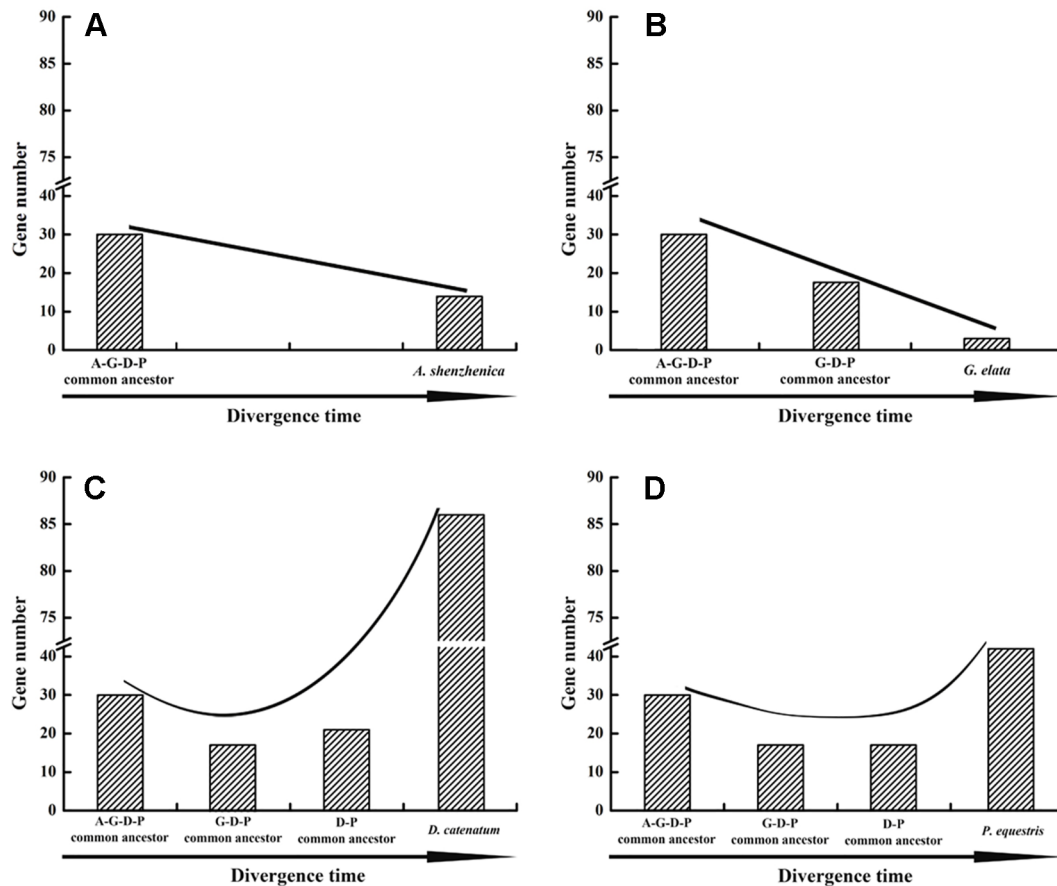 A
90
85
80
75
40
30
20
10
0
Gene number
A-G-D-P
common ancestor
A. shenzhenica
Divergence time
B
90
85
80
75
40
30
20
10
0
Gene number
A-G-D-P
common ancestor
G-D-P
common ancestor
G. elata
Divergence time
C
90
85
80
75
40
30
20
10
0
Gene number
A-G-D-P
common ancestor
G-D-P
common ancestor
D-P
common ancestor
D. catenatum
Divergence time
D
90
85
80
75
40
30
20
10
0
Gene number
A-G-D-P
common ancestor
G-D-P
common ancestor
D-P
common ancestor
P. equestris
Divergence time